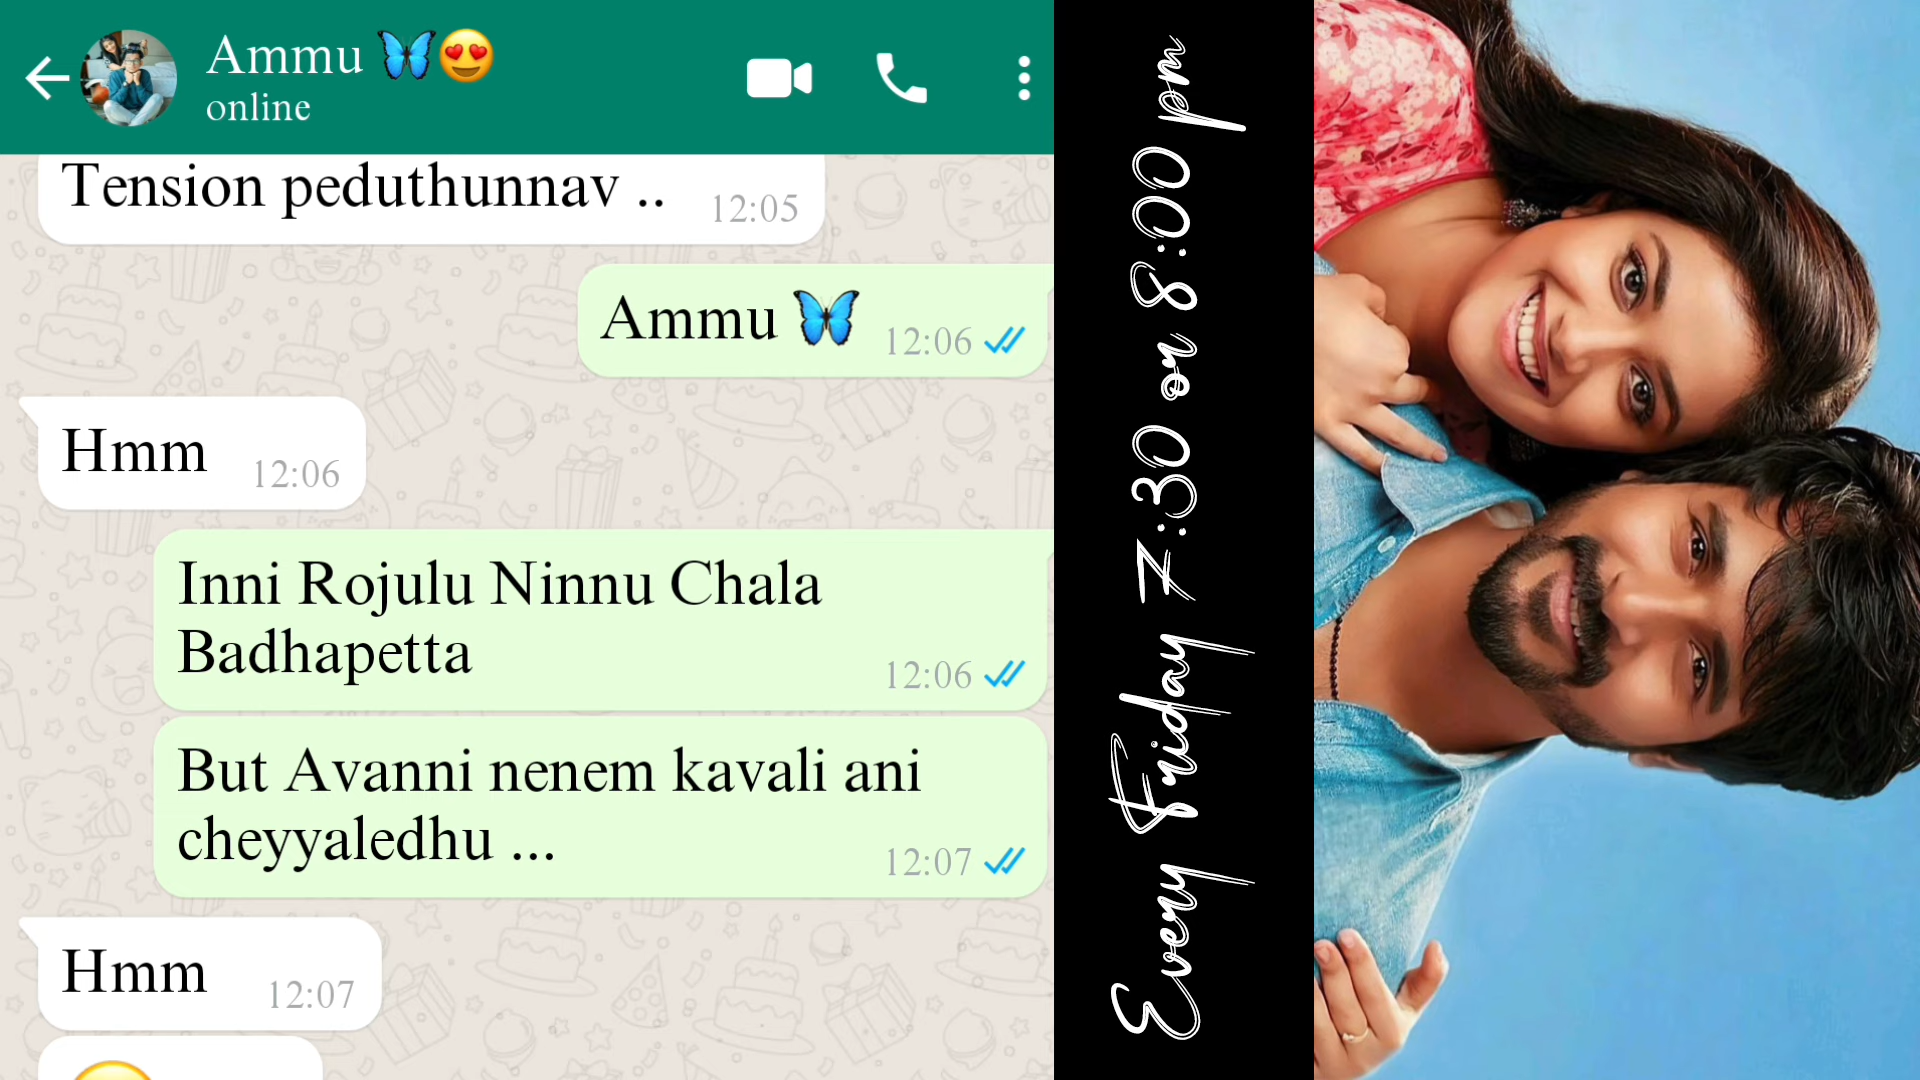 Ammu 🦋😍
online
Tension peduthunnav .. 12:05
Ammu 🦋 12:06
Hmm 12:06
Inni Rojulu Ninnu Chala
Badhapetta 12:06
But Avanni nenem kavali ani
cheyyaledhu ... 12:07
Hmm 12:07
Every Friday 7:30 or 8:00 pm